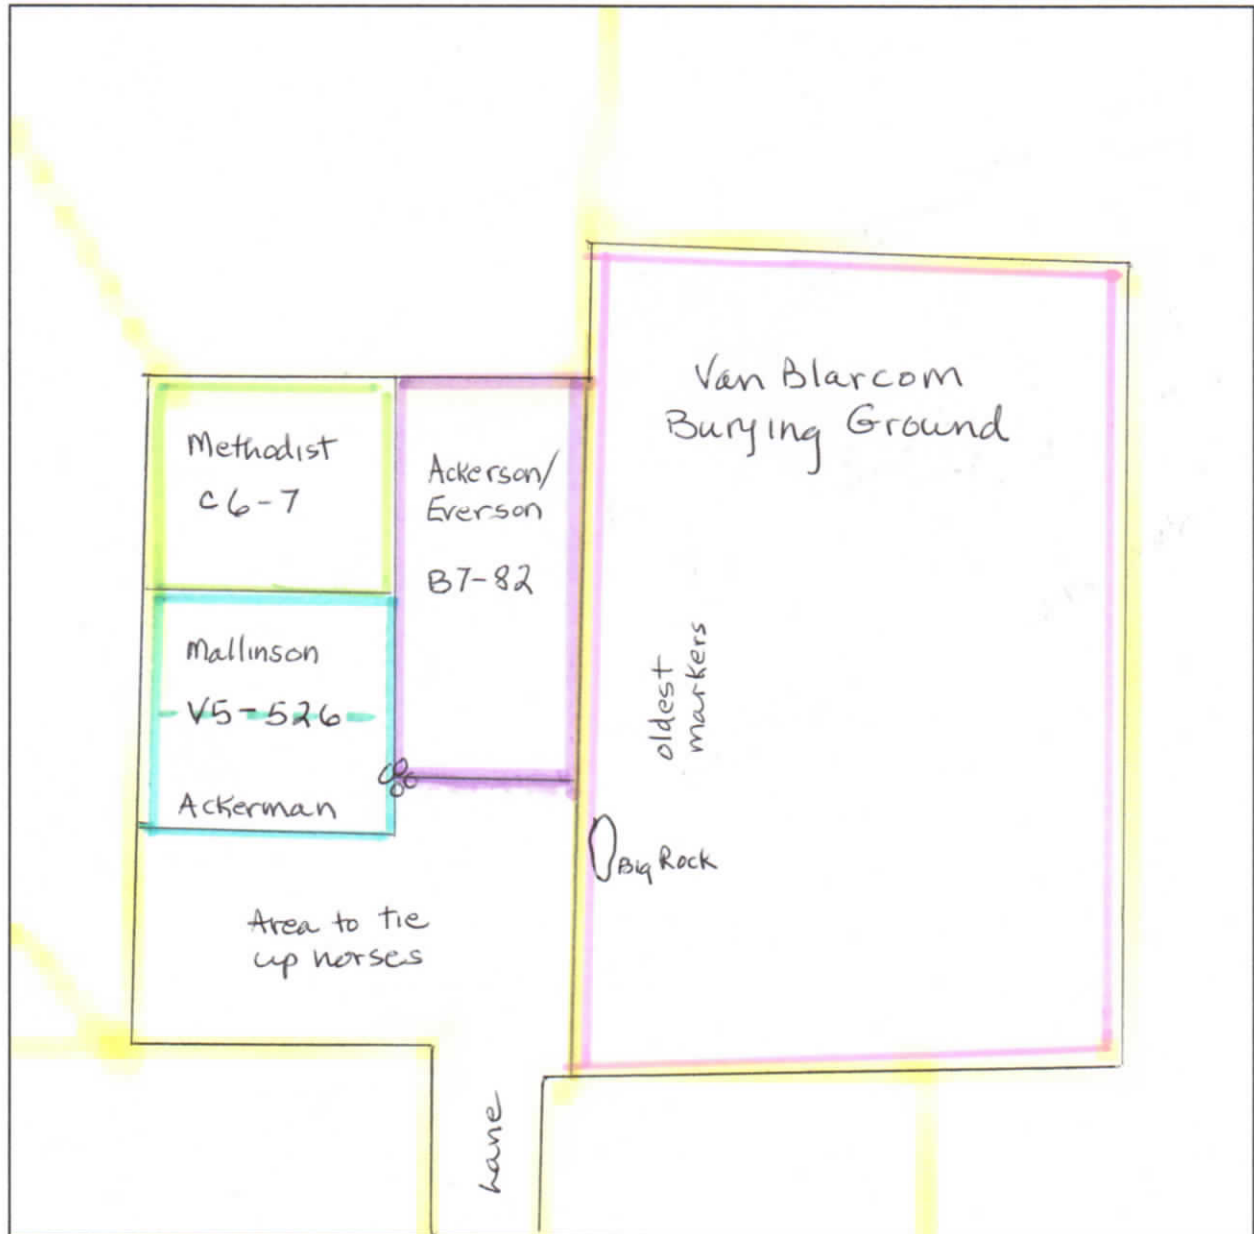 Van Blarcom
Burying Ground
Methodist
C6-7
Ackerson/
Everson
B7-82
Mallinson
V5-526
Ackerman
oldest
markers
Big Rock
Area to tie
up horses
Lane